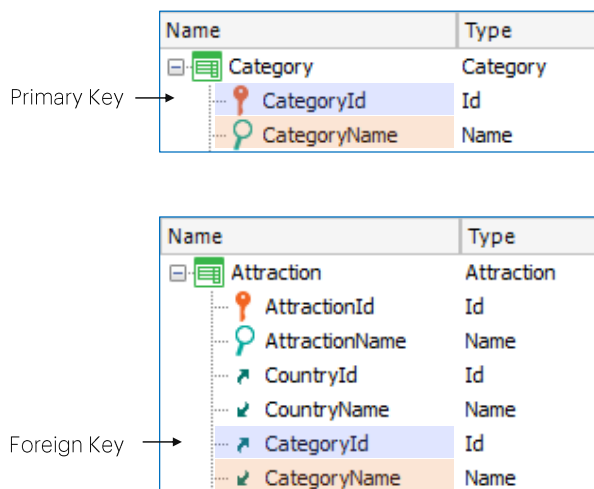 Name Type
Category Category
Primary Key CategoryId Id
CategoryName Name
Name Type
Attraction Attraction
AttractionId Id
AttractionName Name
CountryId Id
CountryName Name
Foreign Key CategoryId Id
CategoryName Name